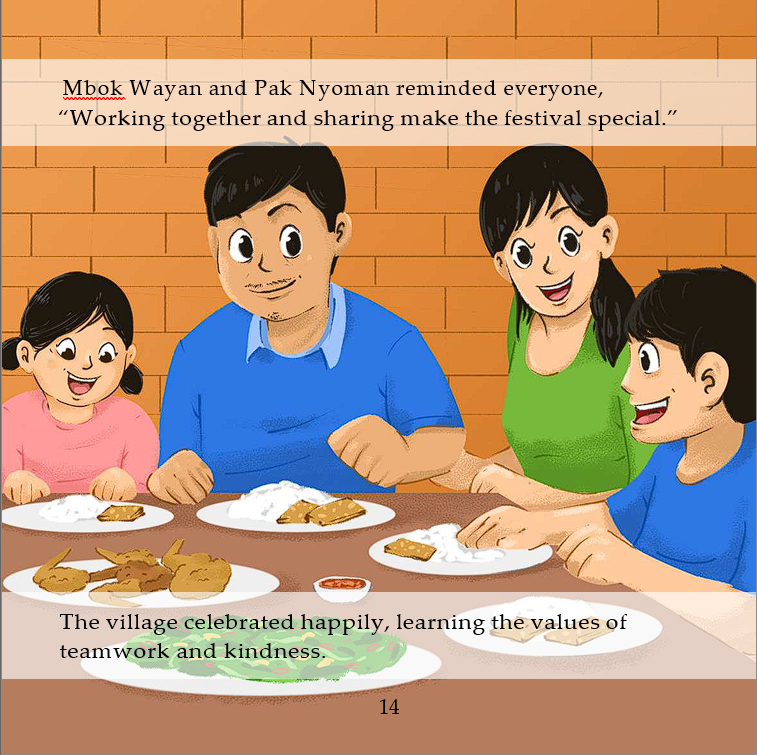 Mbok Wayan and Pak Nyoman reminded everyone,
“Working together and sharing make the festival special.”
The village celebrated happily, learning the values of
teamwork and kindness.
14